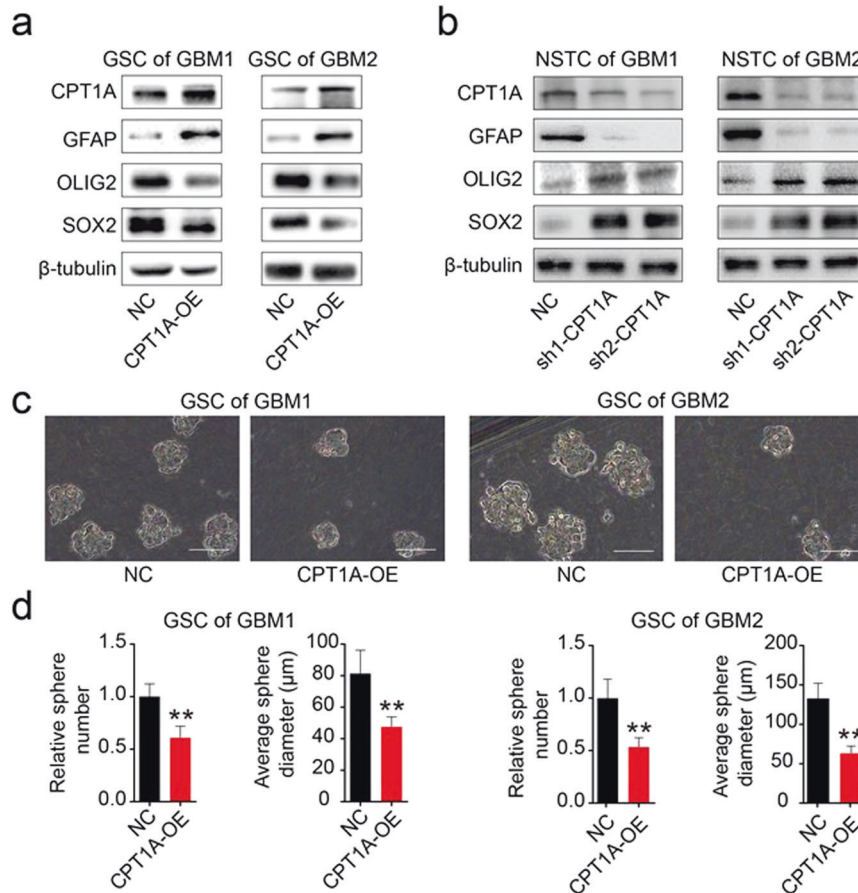 a
GSC of GBM1 GSC of GBM2
CPT1A
GFAP
OLIG2
SOX2
β-tubulin
NC
CPT1A-OE
NC
CPT1A-OE
b
NSTC of GBM1 NSTC of GBM2
CPT1A
GFAP
OLIG2
SOX2
β-tubulin
NC
sh1-CPT1A
sh2-CPT1A
NC
sh1-CPT1A
sh2-CPT1A
c
GSC of GBM1 GSC of GBM2
NC CPT1A-OE NC CPT1A-OE
d
GSC of GBM1 GSC of GBM2
Relative sphere
number
1.5
1.0
0.5
0.0
**
NC
CPT1A-OE
Average sphere
diameter (µm)
100
80
60
40
20
0
**
NC
CPT1A-OE
Relative sphere
number
1.5
1.0
0.5
0.0
**
NC
CPT1A-OE
Average sphere
diameter (µm)
200
150
100
50
0
**
NC
CPT1A-OE